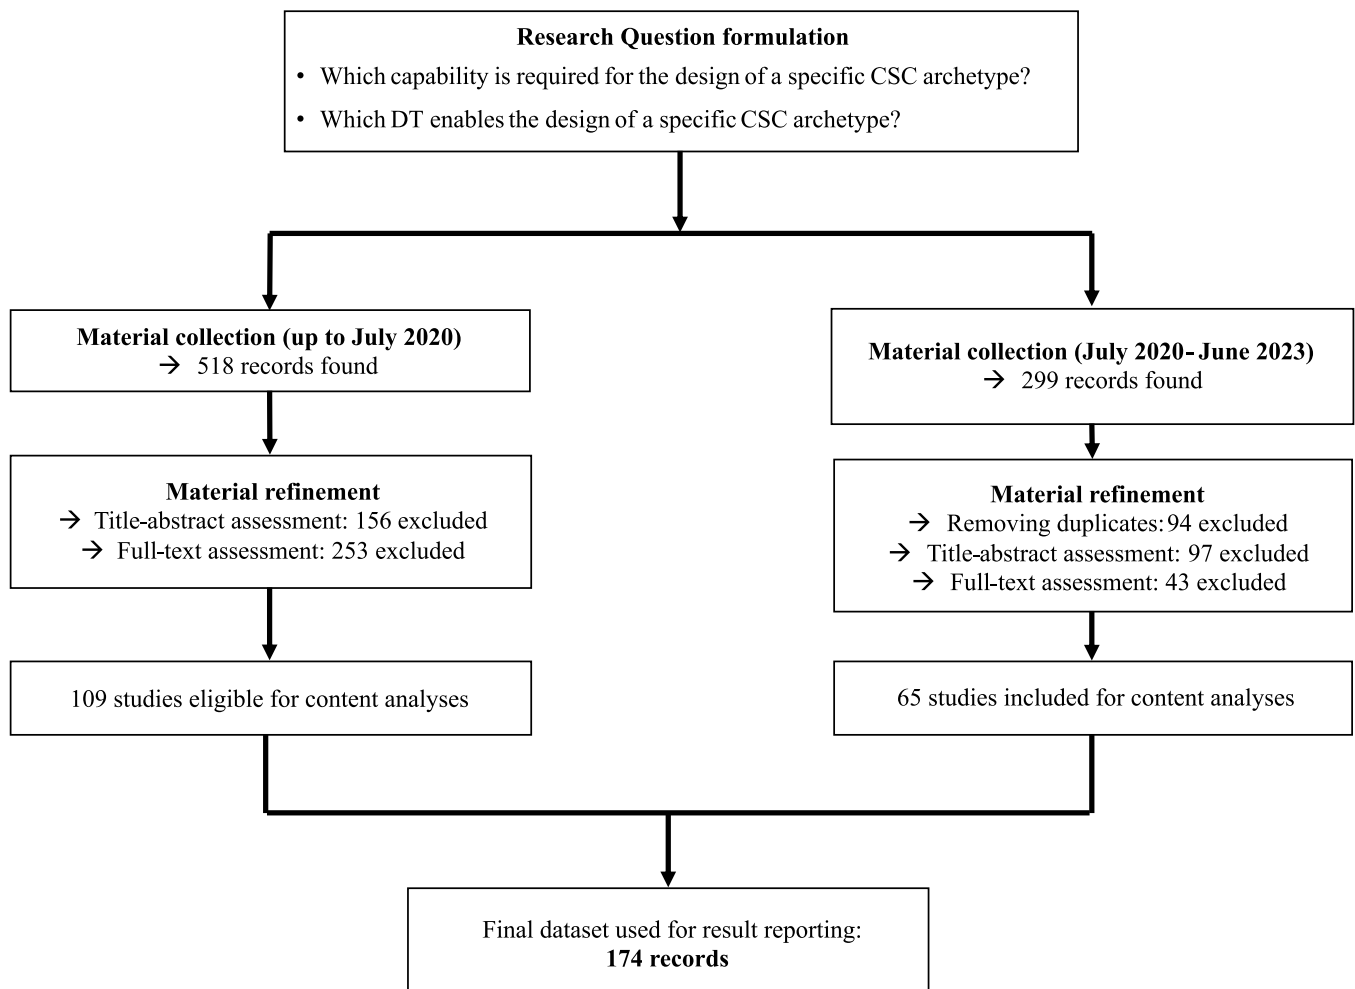 Research Question formulation
• Which capability is required for the design of a specific CSC archetype?
• Which DT enables the design of a specific CSC archetype?
Material collection (up to July 2020)
→ 518 records found
Material collection (July 2020- June 2023)
→ 299 records found
Material refinement
→ Title-abstract assessment: 156 excluded
→ Full-text assessment: 253 excluded
Material refinement
→ Removing duplicates: 94 excluded
→ Title-abstract assessment: 97 excluded
→ Full-text assessment: 43 excluded
109 studies eligible for content analyses
65 studies included for content analyses
Final dataset used for result reporting:
174 records